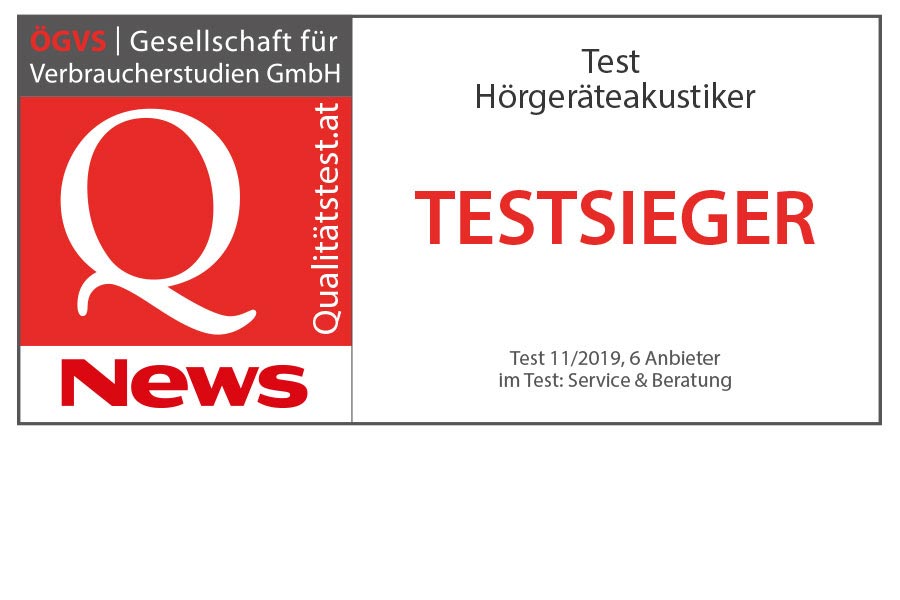 ÖGVS | Gesellschaft für
Verbraucherstudien GmbH
Q
Qualitätstest.at
News
Test
Hörgeräteakustiker
TESTSIEGER
Test 11/2019, 6 Anbieter
im Test: Service & Beratung